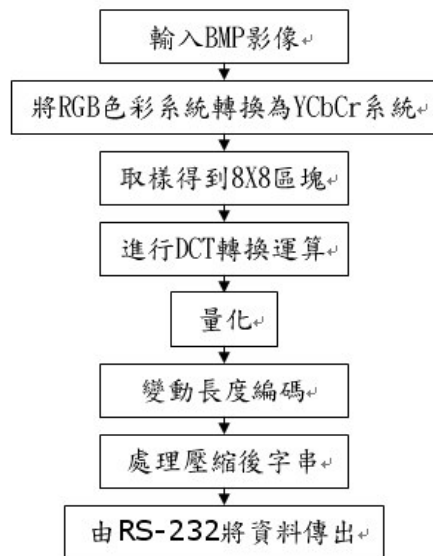 輸入BMP影像
將RGB色彩系統轉換為YCbCr系統
取樣得到8X8區塊
進行DCT轉換運算
量化
變動長度編碼
處理壓縮後字串
由RS-232將資料傳出